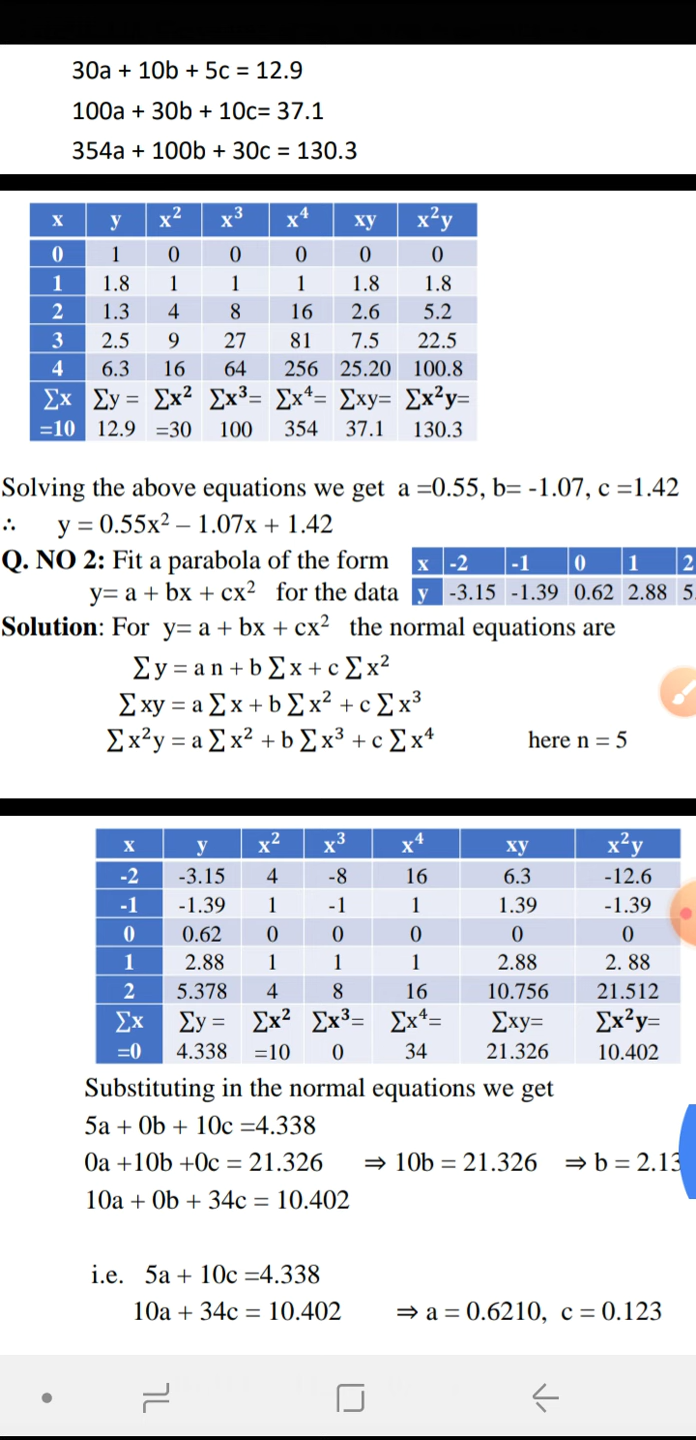 30a + 10b + 5c = 12.9
100a + 30b + 10c= 37.1
354a + 100b + 30c = 130.3
x y x² x³ x⁴ xy x²y
0 1 0 0 0 0 0
1 1.8 1 1 1 1.8 1.8
2 1.3 4 8 16 2.6 5.2
3 2.5 9 27 81 7.5 22.5
4 6.3 16 64 256 25.20 100.8
∑x ∑y = ∑x² ∑x³= ∑x⁴= ∑xy= ∑x²y=
=10 12.9 =30 100 354 37.1 130.3
Solving the above equations we get a =0.55, b= -1.07, c =1.42
∴ y = 0.55x² – 1.07x + 1.42
Q. NO 2: Fit a parabola of the form x -2 -1 0 1 2
y= a + bx + cx² for the data y -3.15 -1.39 0.62 2.88 5.
Solution: For y= a + bx + cx² the normal equations are
∑y = a n + b ∑x + c ∑x²
∑xy = a ∑x + b ∑x² + c ∑x³
∑x²y = a ∑x² + b ∑x³ + c ∑x⁴ here n = 5
x y x² x³ x⁴ xy x²y
-2 -3.15 4 -8 16 6.3 -12.6
-1 -1.39 1 -1 1 1.39 -1.39
0 0.62 0 0 0 0 0
1 2.88 1 1 1 2.88 2. 88
2 5.378 4 8 16 10.756 21.512
∑x ∑y = ∑x² ∑x³= ∑x⁴= ∑xy= ∑x²y=
=0 4.338 =10 0 34 21.326 10.402
Substituting in the normal equations we get
5a + 0b + 10c =4.338
0a +10b +0c = 21.326 ⇒ 10b = 21.326 ⇒ b = 2.13
10a + 0b + 34c = 10.402
i.e. 5a + 10c =4.338
10a + 34c = 10.402 ⇒ a = 0.6210, c = 0.123